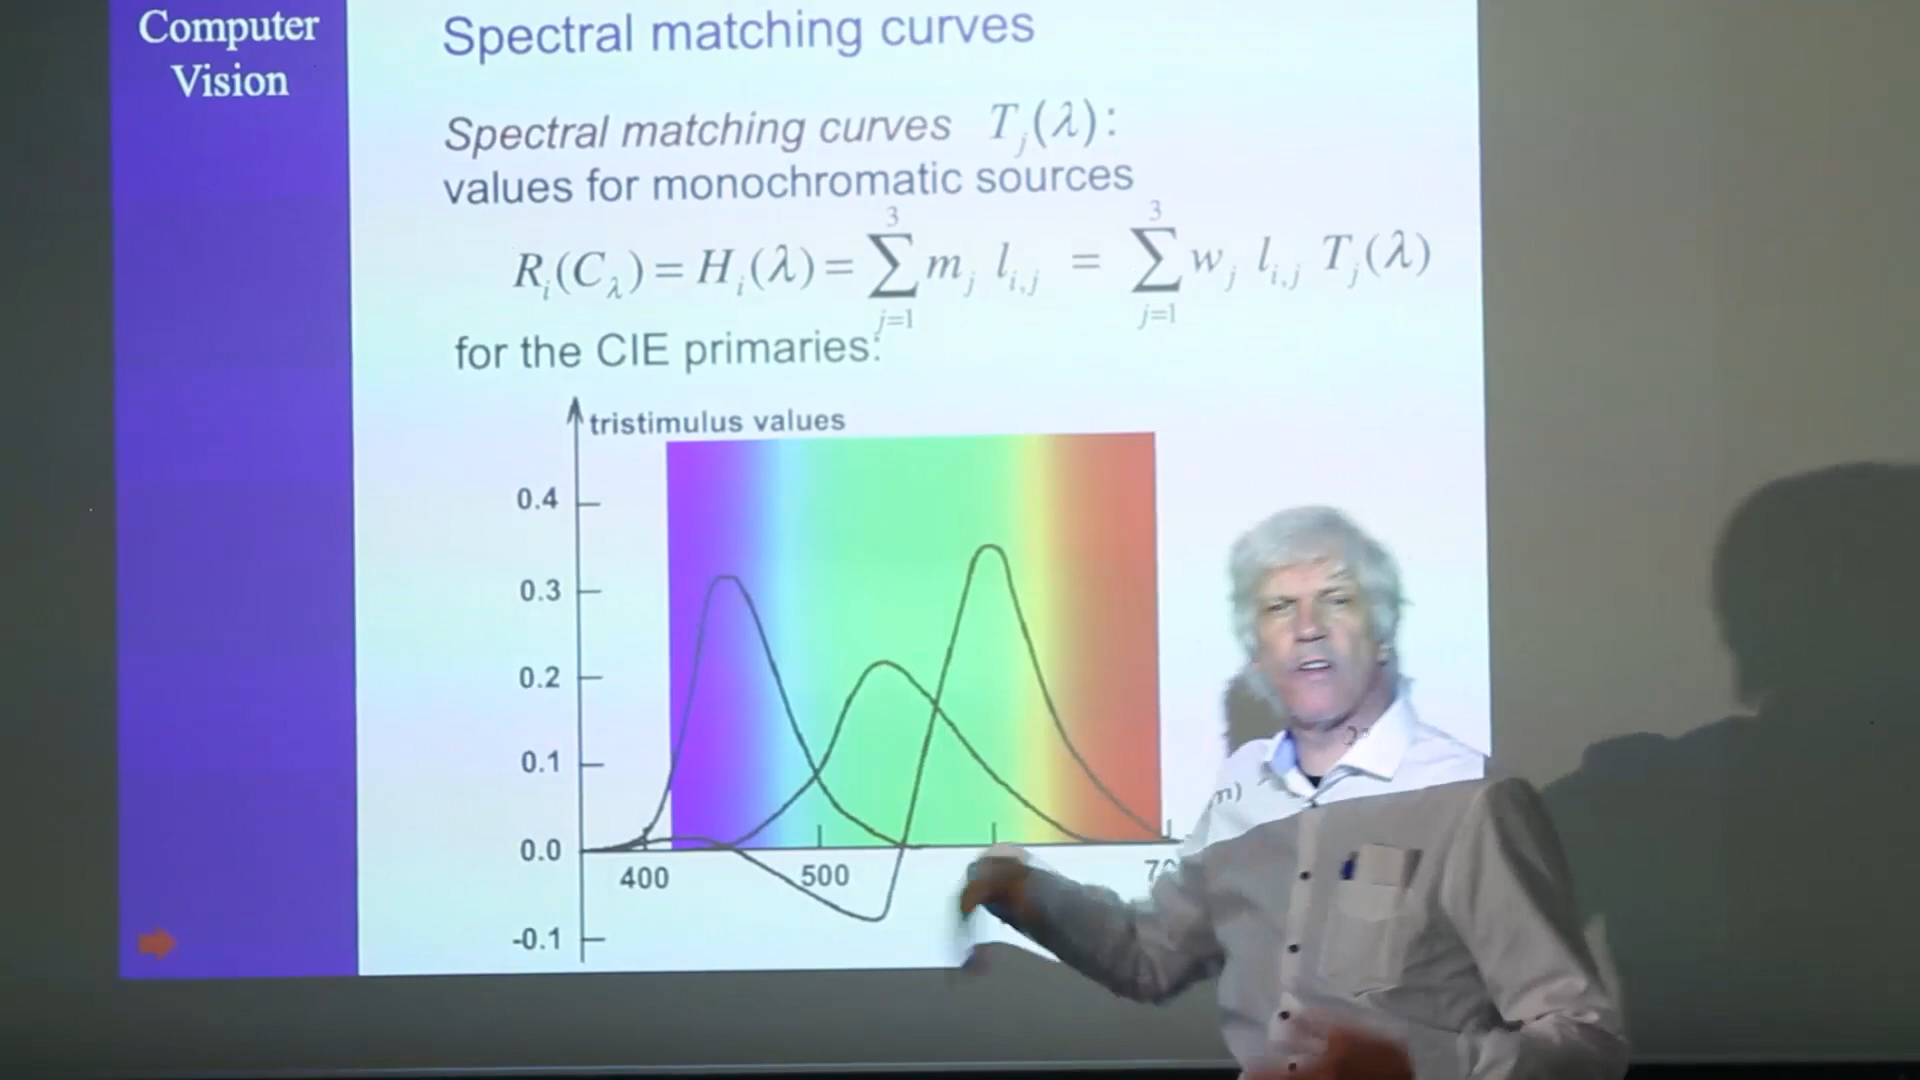 Computer
Vision
Spectral matching curves
Spectral matching curves T_j(λ):
values for monochromatic sources
R_i(C_λ) = H_i(λ) = ∑_{j=1}^{3} m_j l_{i,j} = ∑_{j=1}^{3} w_j l_{i,j} T_j(λ)
for the CIE primaries:
tristimulus values
0.4
0.3
0.2
0.1
0.0
-0.1
400
500